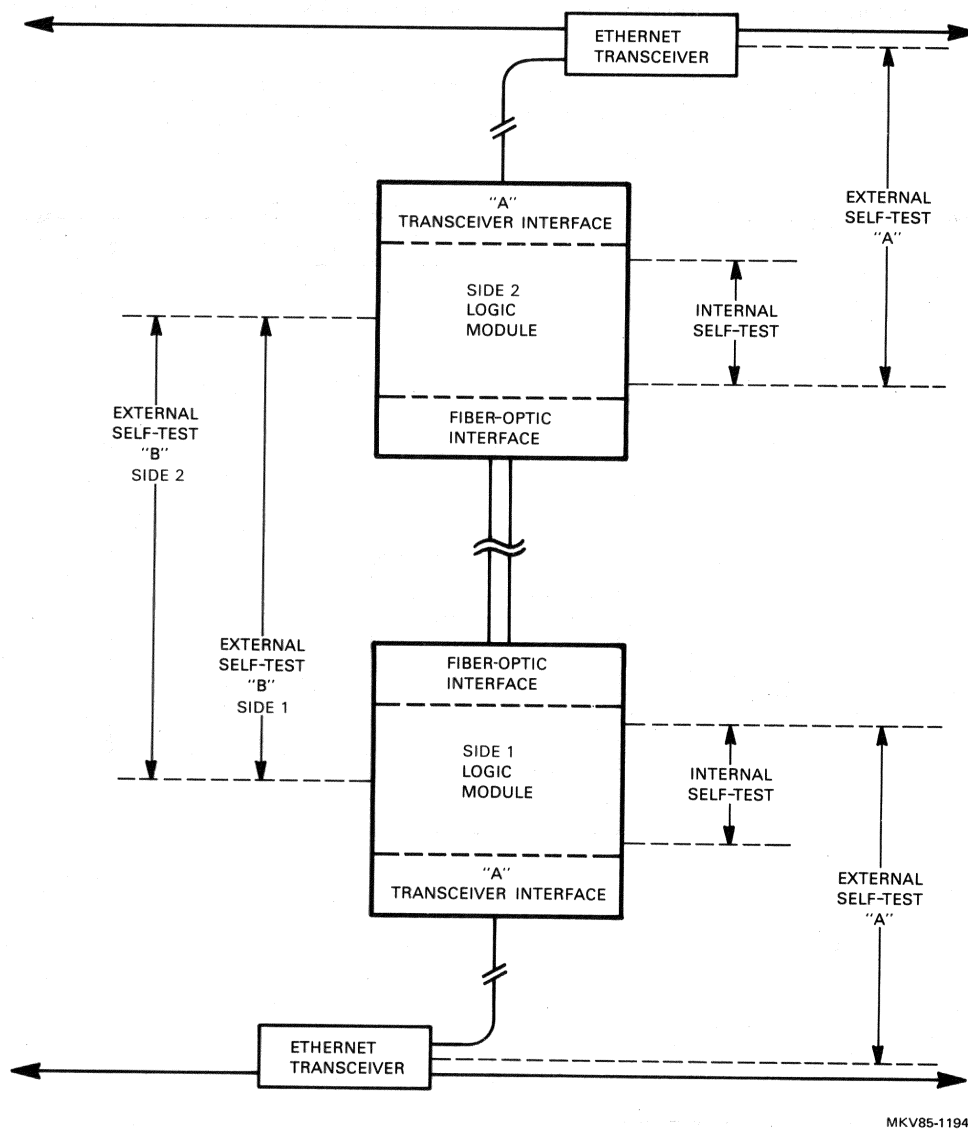 ETHERNET
TRANSCEIVER
"A"
TRANSCEIVER INTERFACE
EXTERNAL
SELF-TEST
"A"
SIDE 2
LOGIC
MODULE
INTERNAL
SELF-TEST
EXTERNAL
SELF-TEST
"B"
SIDE 2
FIBER-OPTIC
INTERFACE
EXTERNAL
SELF-TEST
"B"
SIDE 1
FIBER-OPTIC
INTERFACE
SIDE 1
LOGIC
MODULE
INTERNAL
SELF-TEST
"A"
TRANSCEIVER INTERFACE
EXTERNAL
SELF-TEST
"A"
ETHERNET
TRANSCEIVER
MKV85-1194